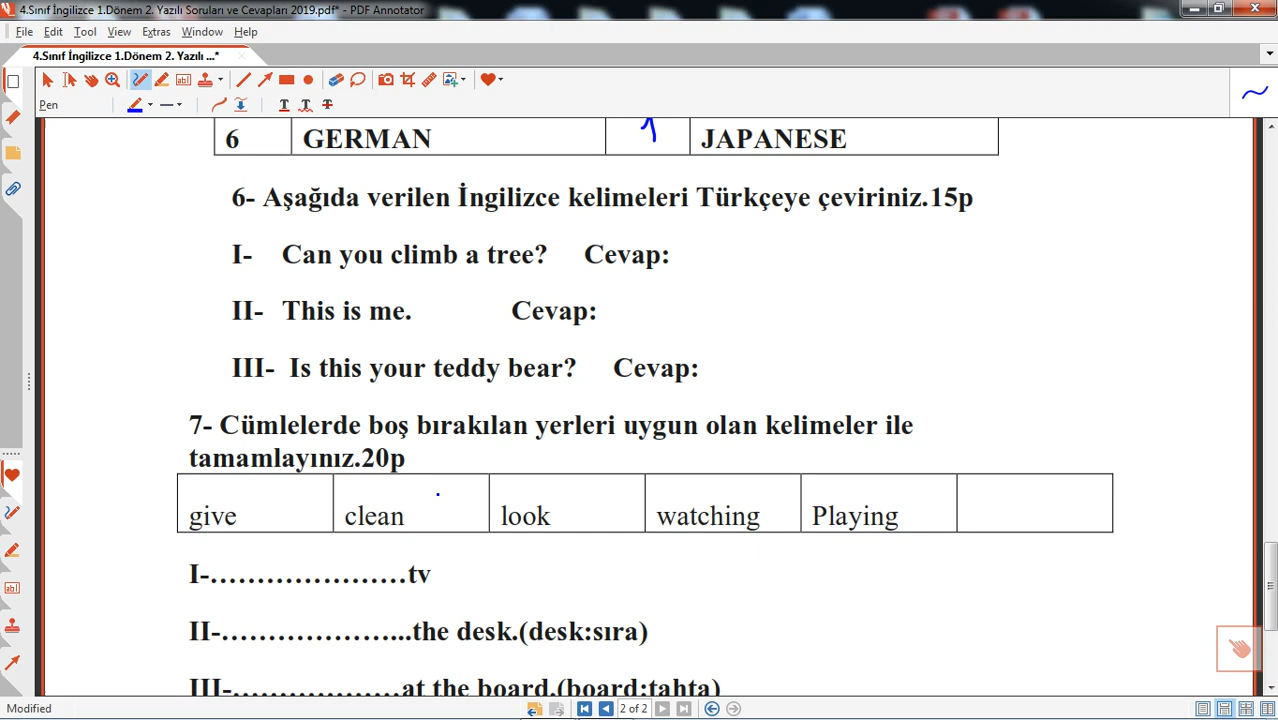 4.Sınıf İngilizce 1.Dönem 2. Yazılı Soruları ve Cevapları 2019.pdf* - PDF Annotator
File Edit Tool View Extras Window Help
4.Sınıf İngilizce 1.Dönem 2. Yazılı ...*
Pen
6 GERMAN JAPANESE
6- Aşağıda verilen İngilizce kelimeleri Türkçeye çeviriniz.15p
I- Can you climb a tree? Cevap:
II- This is me. Cevap:
III- Is this your teddy bear? Cevap:
7- Cümlelerde boş bırakılan yerleri uygun olan kelimeler ile
tamamlayınız.20p
give clean look watching Playing
I-…………………tv
II-………………...the desk.(desk:sıra)
III-………………at the board.(board:tahta)
Modified 2 of 2